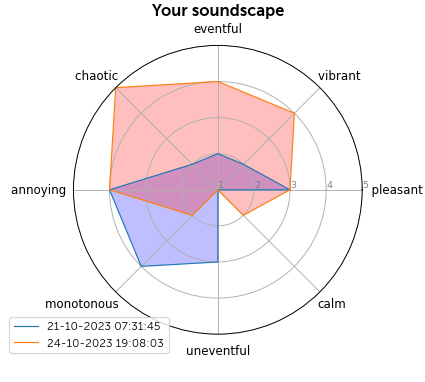 Your soundscape
eventful
chaotic
vibrant
annoying
1 2 3 4 5
pleasant
monotonous
calm
21-10-2023 07:31:45
24-10-2023 19:08:03
uneventful